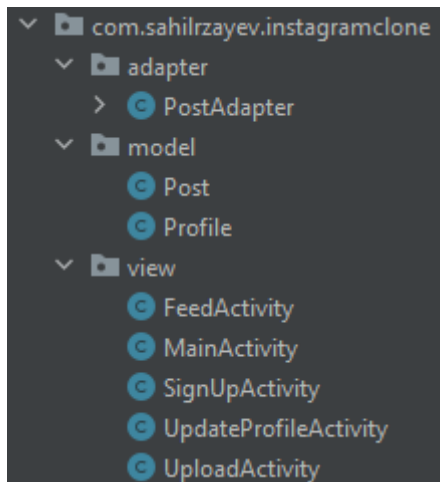 com.sahilrzayev.instagramclone
adapter
C PostAdapter
model
C Post
C Profile
view
C FeedActivity
C MainActivity
C SignUpActivity
C UpdateProfileActivity
C UploadActivity